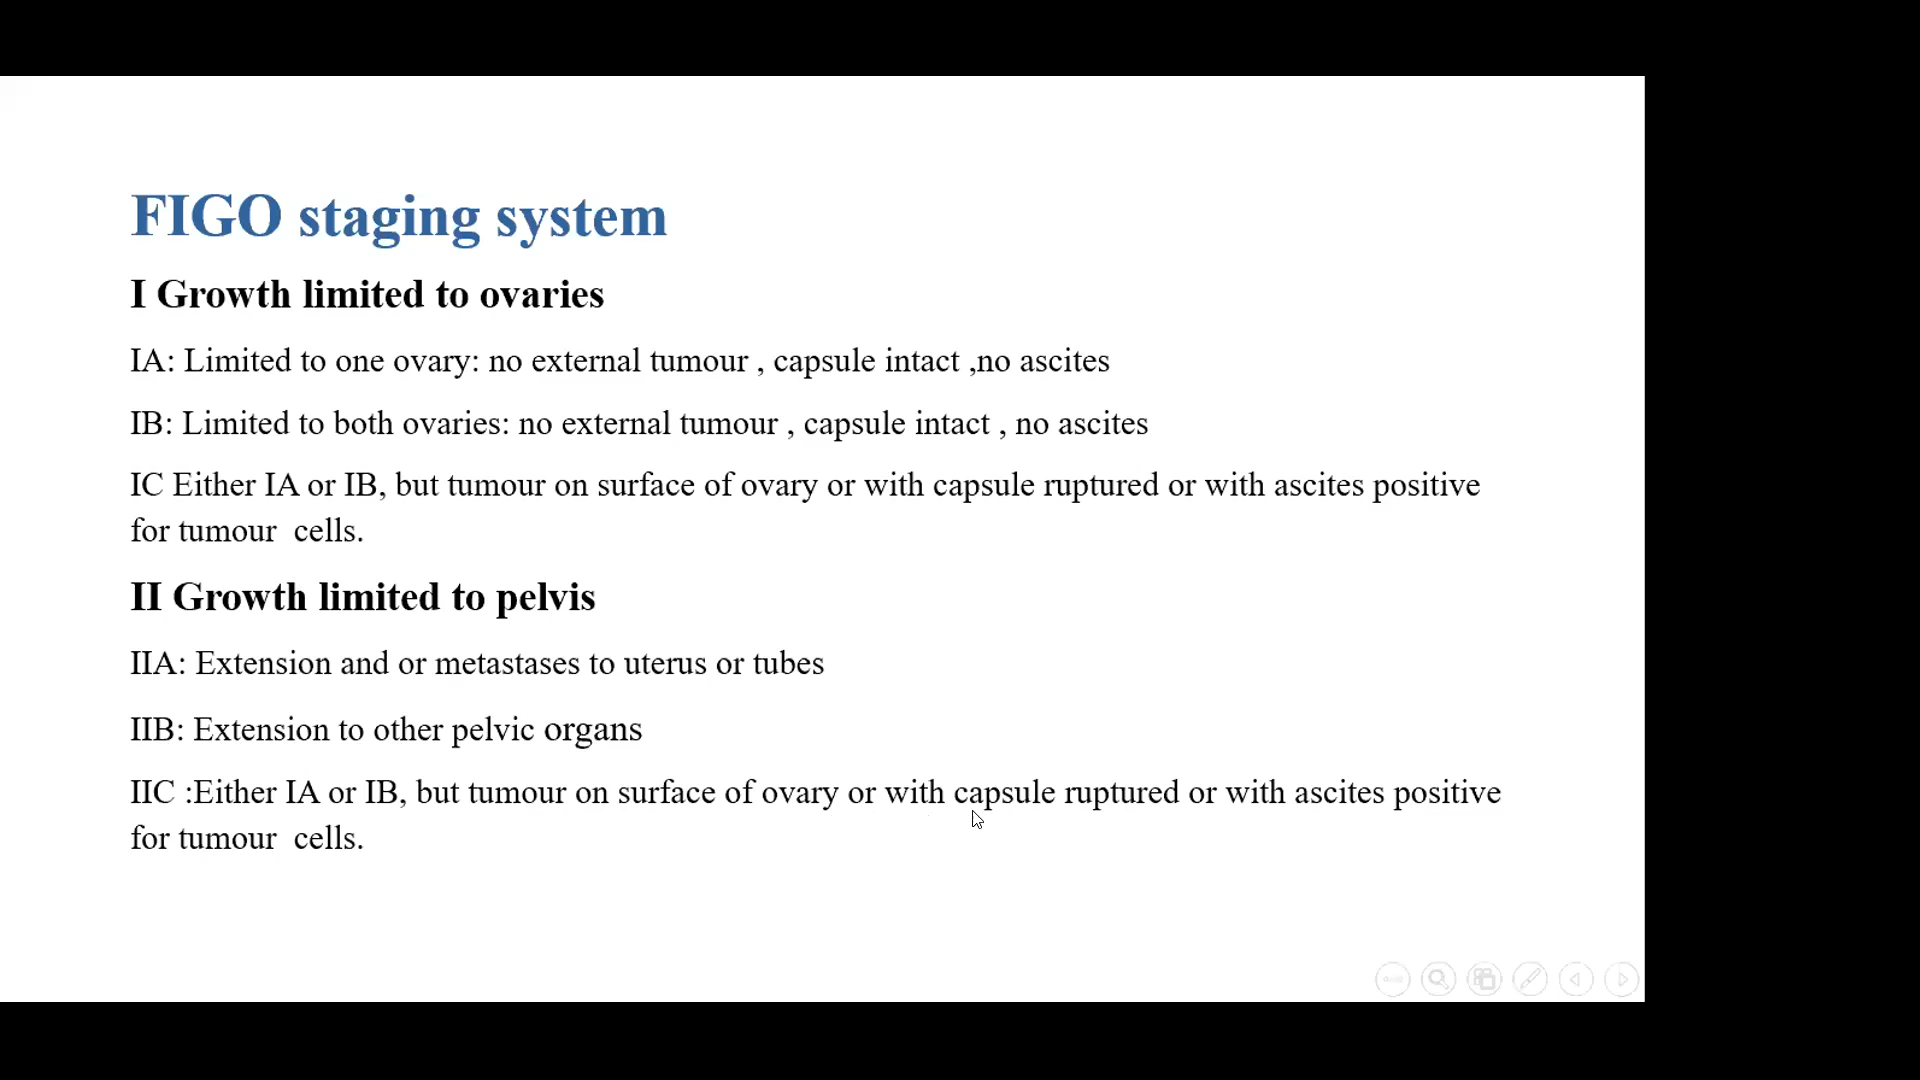 FIGO staging system
I Growth limited to ovaries
IA: Limited to one ovary: no external tumour , capsule intact ,no ascites
IB: Limited to both ovaries: no external tumour , capsule intact , no ascites
IC Either IA or IB, but tumour on surface of ovary or with capsule ruptured or with ascites positive
for tumour  cells.
II Growth limited to pelvis
IIA: Extension and or metastases to uterus or tubes
IIB: Extension to other pelvic organs
IIC :Either IA or IB, but tumour on surface of ovary or with capsule ruptured or with ascites positive
for tumour  cells.